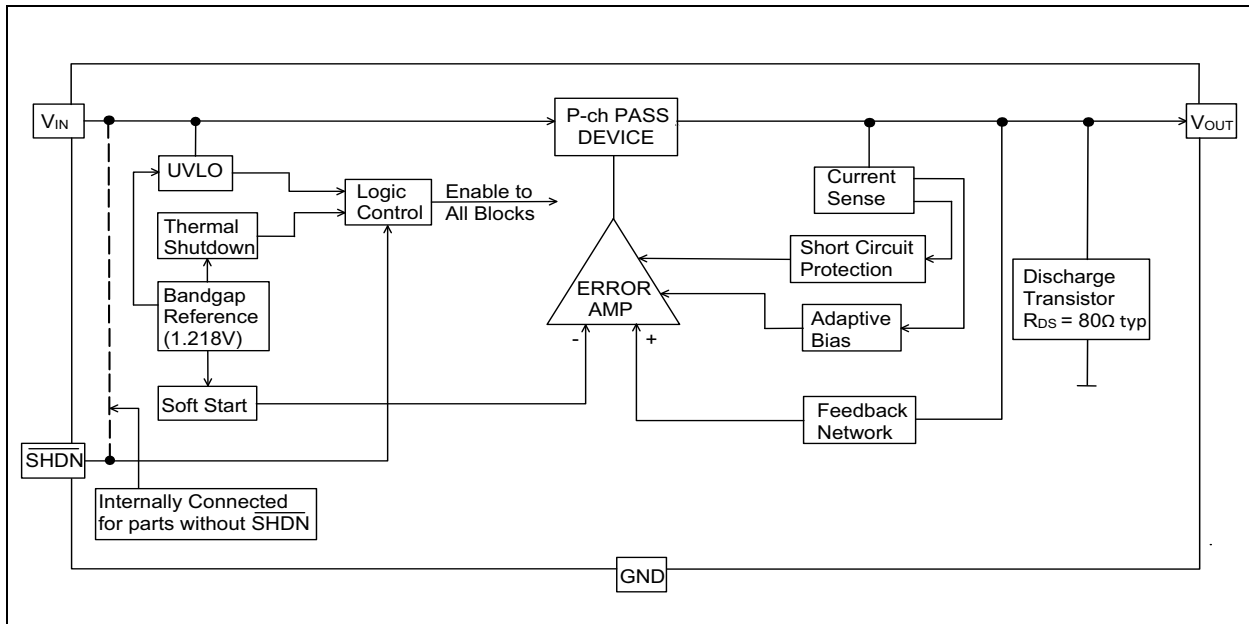 P-ch PASS
DEVICE
VIN
VOUT
UVLO
Logic
Control
Enable to
All Blocks
Current
Sense
Thermal
Shutdown
Short Circuit
Protection
Discharge
Transistor
RDS = 80Ω typ
Bandgap
Reference
(1.218V)
ERROR
AMP
Adaptive
Bias
-
+
Soft Start
Feedback
Network
SHDN
Internally Connected
for parts without SHDN
GND